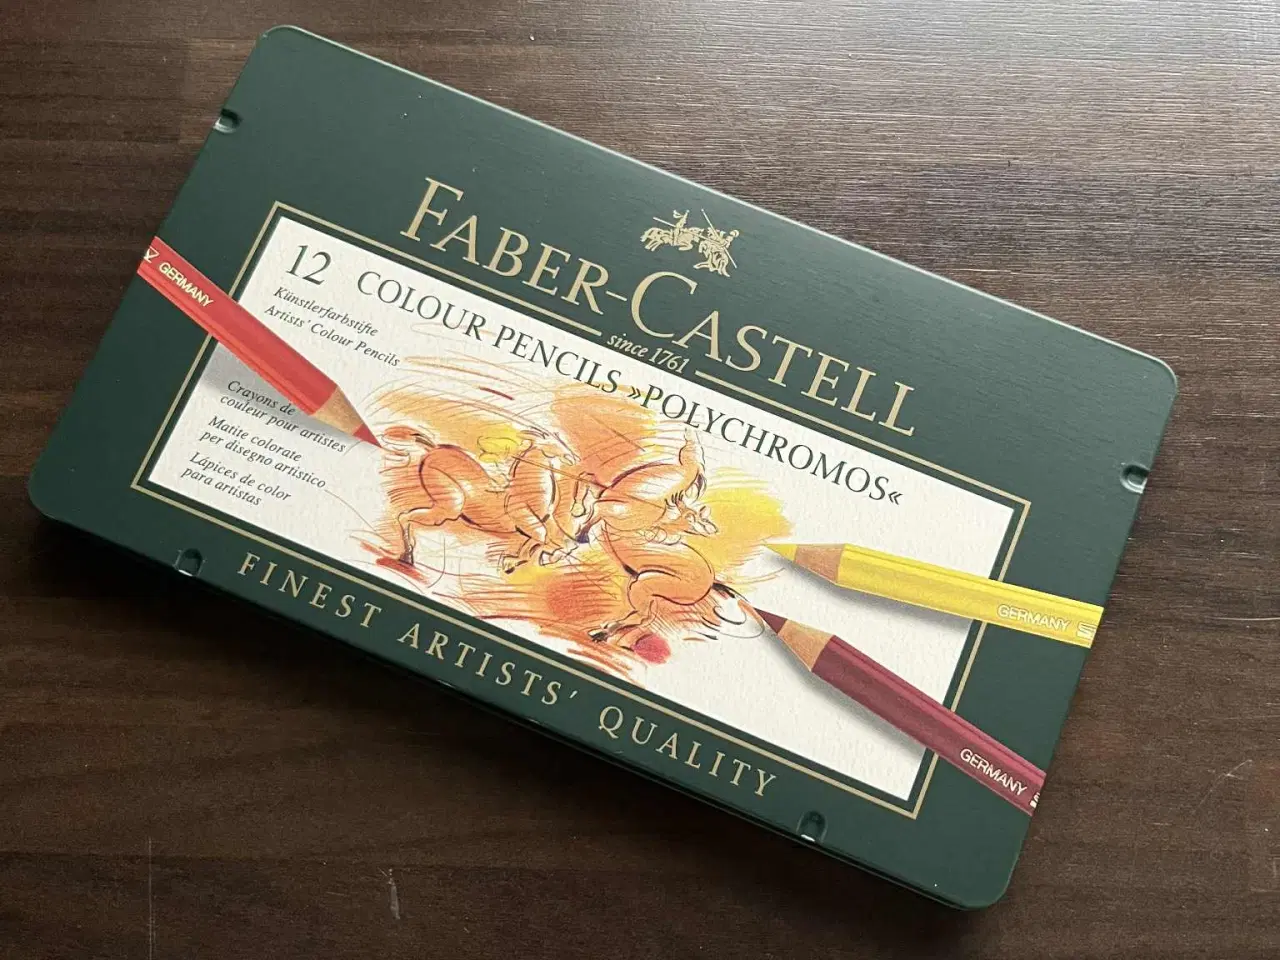 FABER-CASTELL
since 1761
12 COLOUR PENCILS »POLYCHROMOS«
Künstlerfarbstifte
Artists' Colour Pencils
Crayons de
couleur pour artistes
Matite colorate
per disegno artistico
Lápices de color
para artistas
GERMANY
GERMANY
GERMANY
FINEST ARTISTS' QUALITY